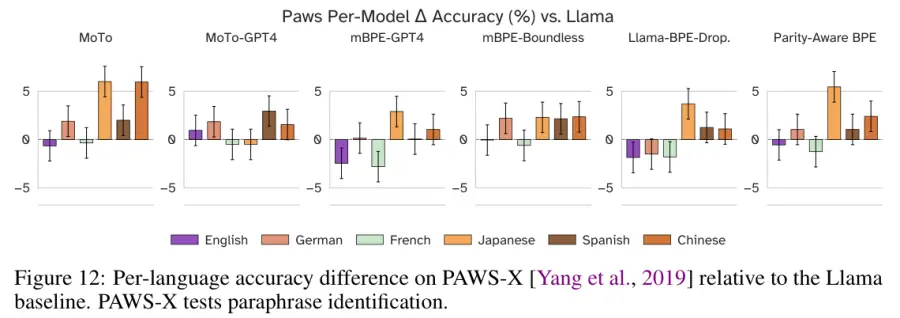 Paws Per-Model Δ Accuracy (%) vs. Llama
MoTo MoTo-GPT4 mBPE-GPT4 mBPE-Boundless Llama-BPE-Drop. Parity-Aware BPE
5 5 5 5 5 5
0 0 0 0 0 0
−5 −5 −5 −5 −5 −5
English German French Japanese Spanish Chinese
Figure 12: Per-language accuracy difference on PAWS-X [Yang et al., 2019] relative to the Llama
baseline. PAWS-X tests paraphrase identification.